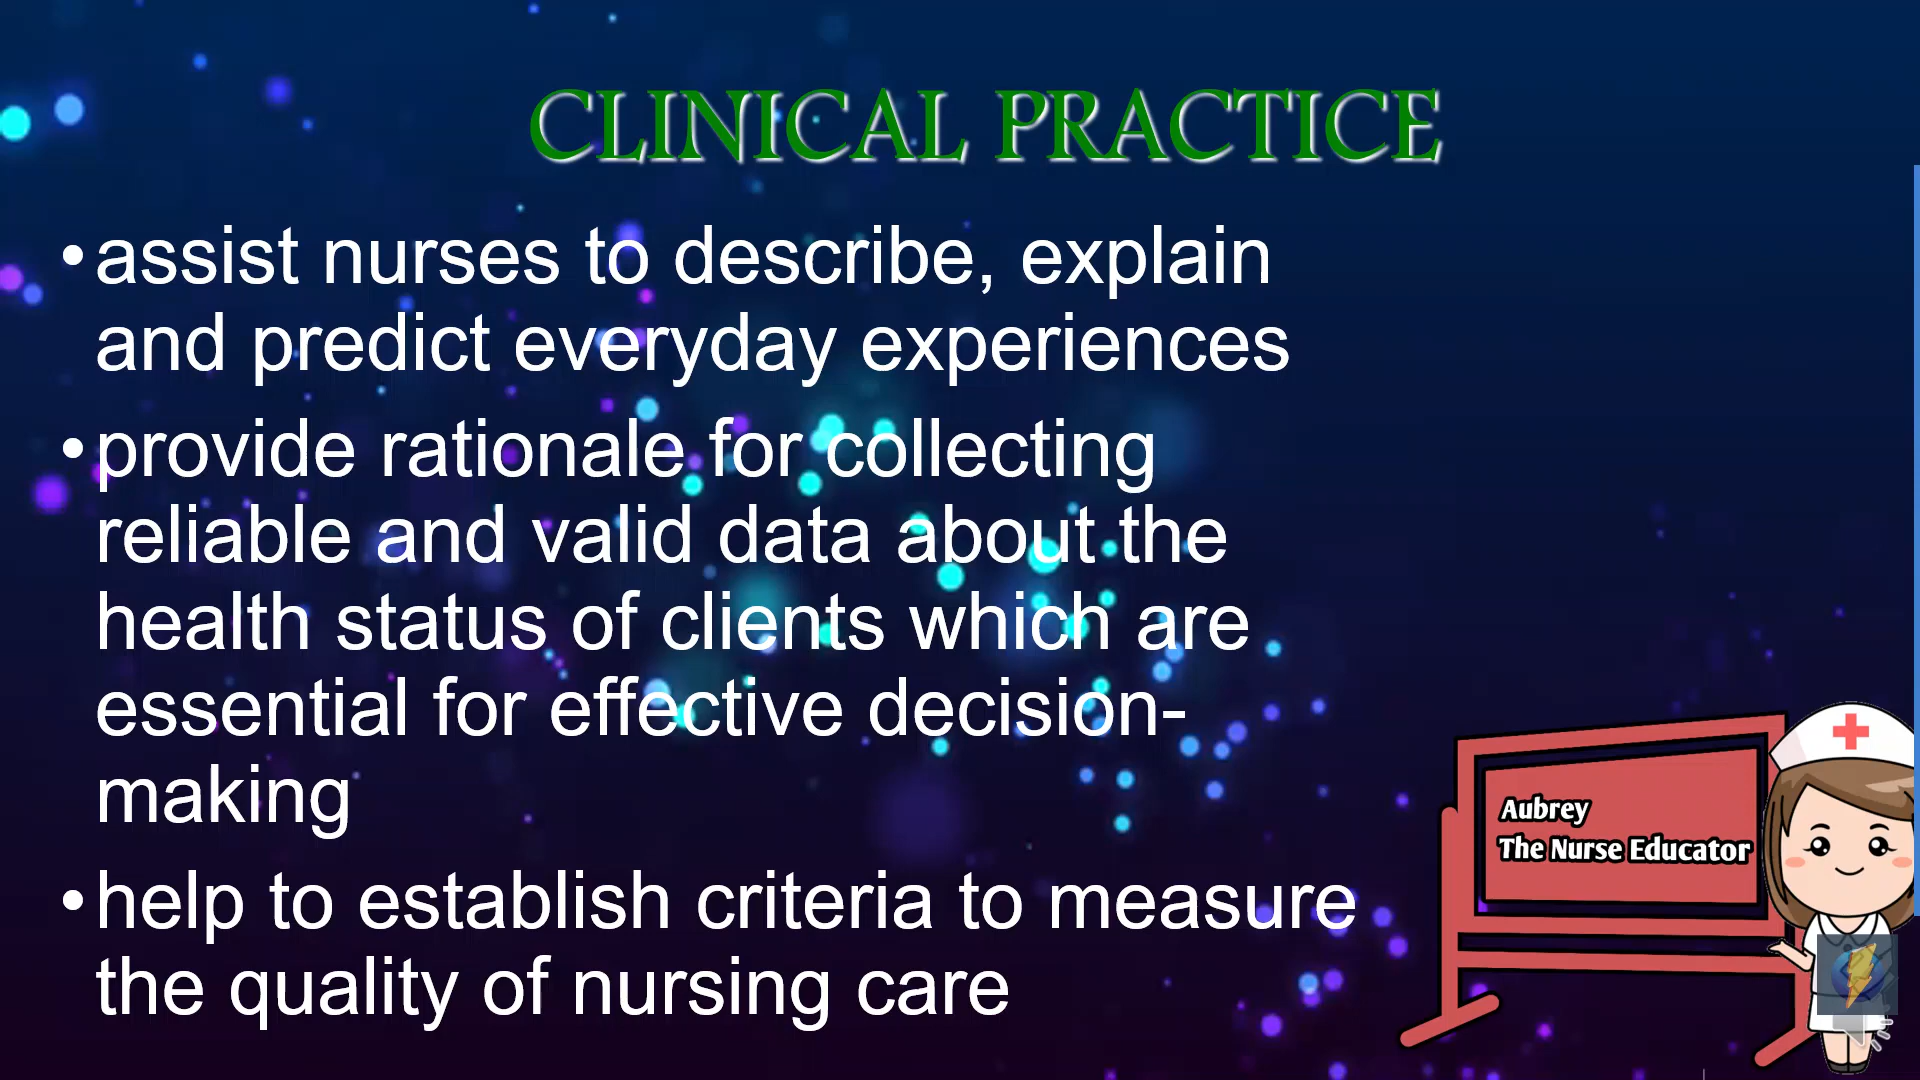 CLINICAL PRACTICE
•assist nurses to describe, explain
and predict everyday experiences
•provide rationale for collecting
reliable and valid data about the
health status of clients which are
essential for effective decision-
making
•help to establish criteria to measure
the quality of nursing care
Aubrey
The Nurse Educator